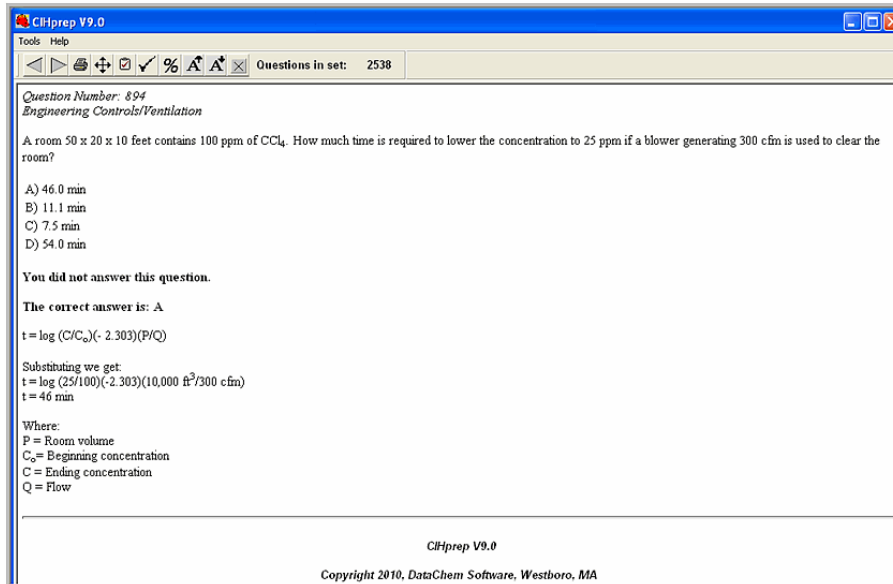 CIHprep V9.0
Tools Help
% A A Questions in set: 2538
Question Number: 894
Engineering Controls/Ventilation
A room 50 x 20 x 10 feet contains 100 ppm of CCl₄. How much time is required to lower the concentration to 25 ppm if a blower generating 300 cfm is used to clear the
room?
A) 46.0 min
B) 11.1 min
C) 7.5 min
D) 54.0 min
You did not answer this question.
The correct answer is: A
t = log (C/Cₒ)(- 2.303)(P/Q)
Substituting we get:
t = log (25/100)(-2.303)(10,000 ft³/300 cfm)
t = 46 min
Where:
P = Room volume
Cₒ= Beginning concentration
C = Ending concentration
Q = Flow
CIHprep V9.0
Copyright 2010, DataChem Software, Westboro, MA